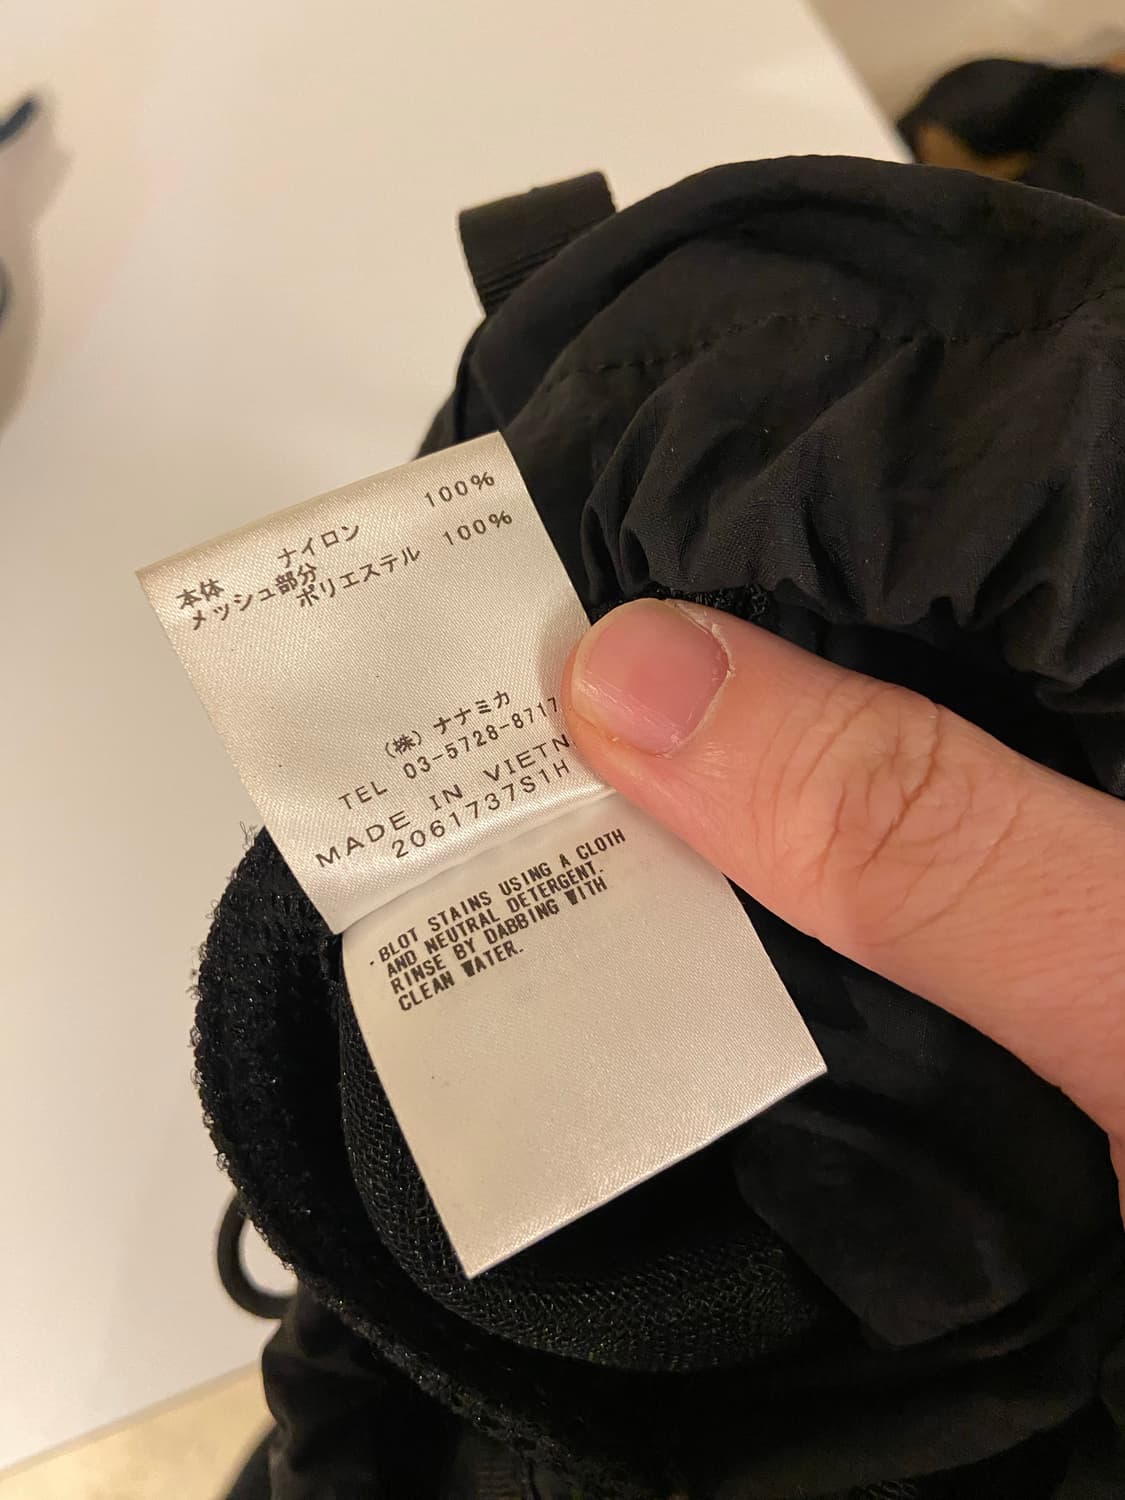 本体 ナイロン 100%
メッシュ部分
ポリエステル 100%
(株) ナナミカ
TEL 03-5728-8717
MADE IN VIETN
2061737S1H
・BLOT STAINS USING A CLOTH
AND NEUTRAL DETERGENT.
RINSE BY DABBING WITH
CLEAN WATER.